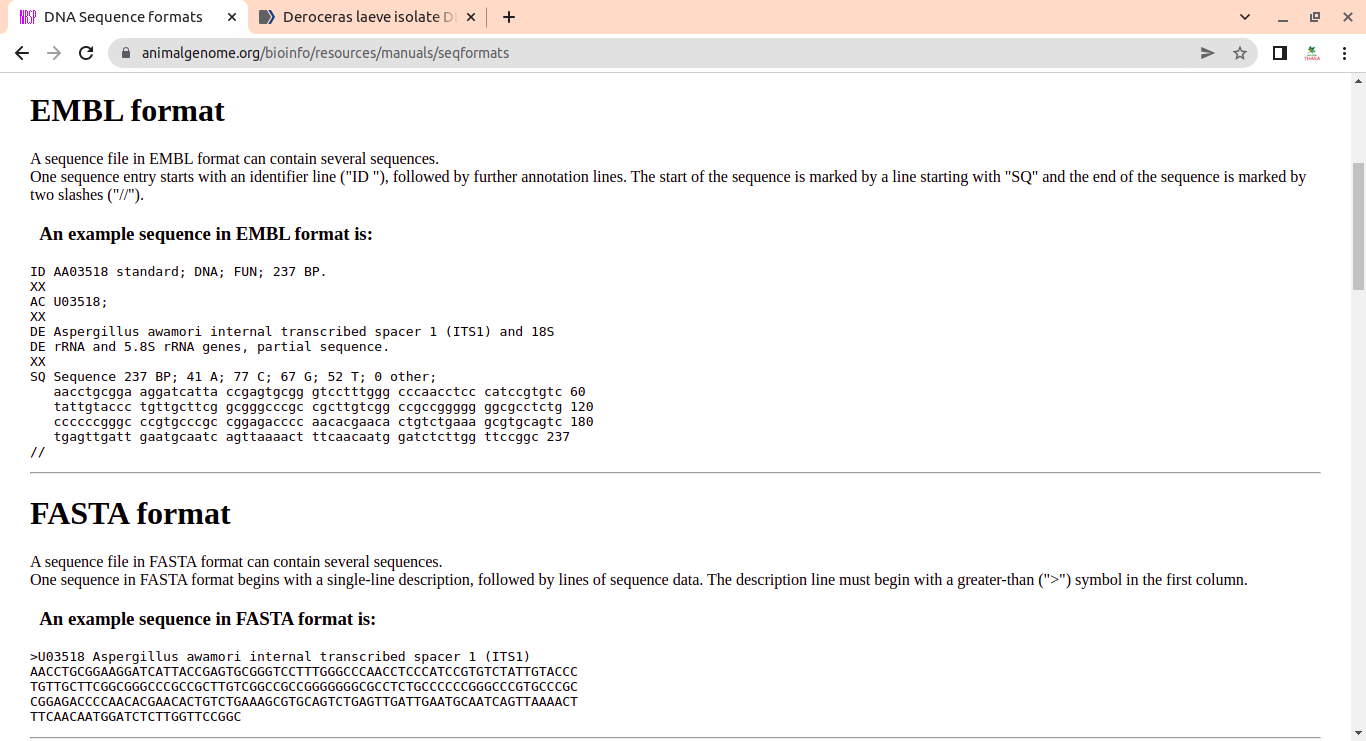 NRSP DNA Sequence formats
Deroceras laeve isolate
animalgenome.org/bioinfo/resources/manuals/seqformats
THARA
EMBL format
A sequence file in EMBL format can contain several sequences.
One sequence entry starts with an identifier line ("ID "), followed by further annotation lines. The start of the sequence is marked by a line starting with "SQ" and the end of the sequence is marked by
two slashes ("//").
An example sequence in EMBL format is:
ID AA03518 standard; DNA; FUN; 237 BP.
XX
AC U03518;
XX
DE Aspergillus awamori internal transcribed spacer 1 (ITS1) and 18S
DE rRNA and 5.8S rRNA genes, partial sequence.
XX
SQ Sequence 237 BP; 41 A; 77 C; 67 G; 52 T; 0 other;
aacctgcgga aggatcatta ccgagtgcgg gtcctttggg cccaacctcc catccgtgtc 60
tattgtaccc tgttgcttcg gcgggcccgc cgcttgtcgg ccgccggggg ggcgcctctg 120
ccccccgggc ccgtgcccgc cggagacccc aacacgaaca ctgtctgaaa gcgtgcagtc 180
tgagttgatt gaatgcaatc agttaaaact ttcaacaatg gatctcttgg ttccggc 237
//
FASTA format
A sequence file in FASTA format can contain several sequences.
One sequence in FASTA format begins with a single-line description, followed by lines of sequence data. The description line must begin with a greater-than (">") symbol in the first column.
An example sequence in FASTA format is:
>U03518 Aspergillus awamori internal transcribed spacer 1 (ITS1)
AACCTGCGGAAGGATCATTACCGAGTGCGGGTCCTTTGGGCCCAACCTCCCATCCGTGTCTATTGTACCC
TGTTGCTTCGGCGGGCCCGCCGCTTGTCGGCCGCCGGGGGGGCGCCTCTGCCCCCCGGGCCCGTGCCCGC
CGGAGACCCCAACACGAACACTGTCTGAAAGCGTGCAGTCTGAGTTGATTGAATGCAATCAGTTAAAACT
TTCAACAATGGATCTCTTGGTTCCGGC